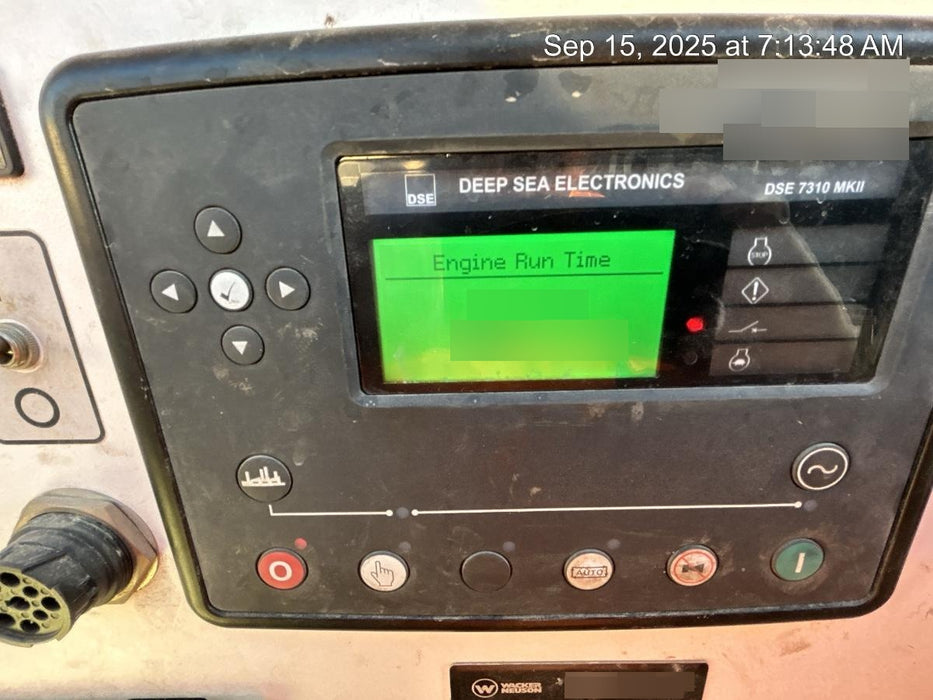 Sep 15, 2025 at 7:13:48 AM
DSE
DEEP SEA ELECTRONICS
DSE 7310 MKII
Engine Run Time
STOP
!
O
O
AUTO
I
WACKER
NEUSON